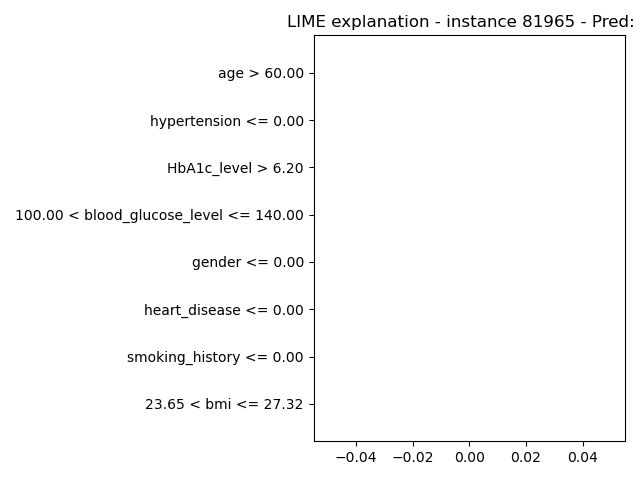 LIME explanation - instance 81965 - Pred:
age > 60.00
hypertension <= 0.00
HbA1c_level > 6.20
100.00 < blood_glucose_level <= 140.00
gender <= 0.00
heart_disease <= 0.00
smoking_history <= 0.00
23.65 < bmi <= 27.32
−0.04 −0.02 0.00 0.02 0.04